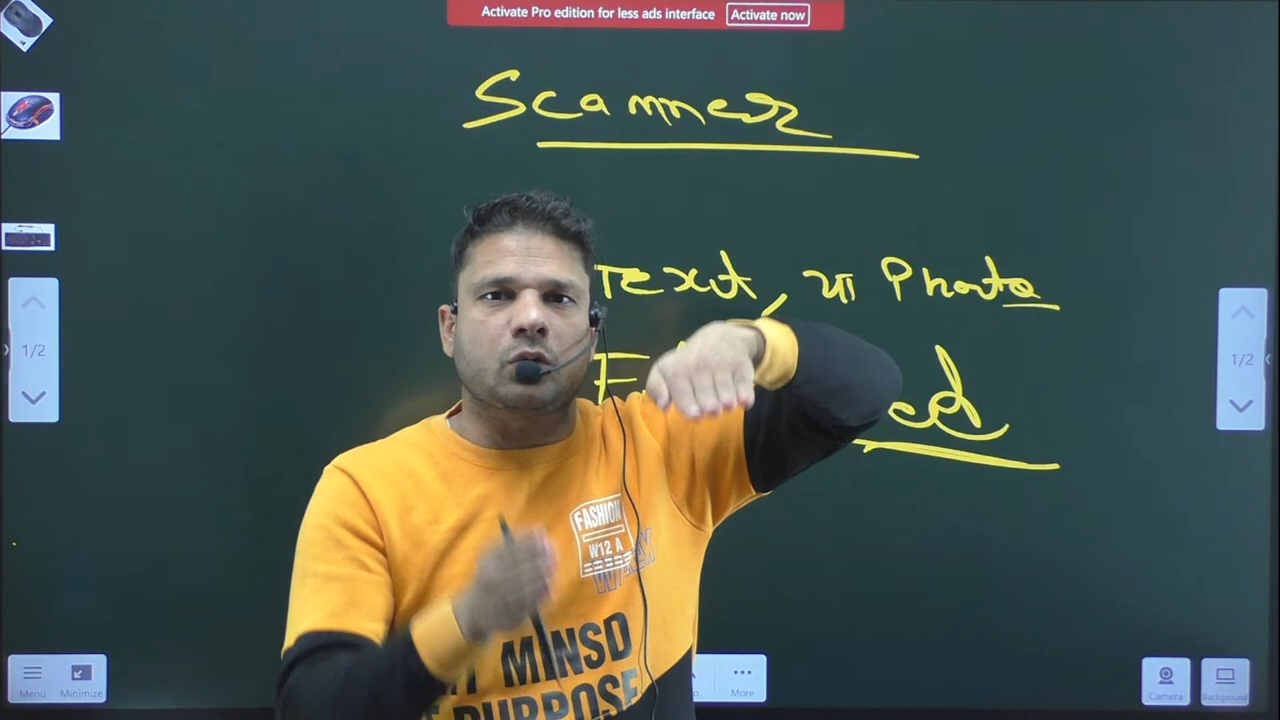 Activate Pro edition for less ads interface Activate now
Scanner
Text, या Photo
1/2
1/2
FASHION
W12 A
MINSD
PURPOSE
Menu
Minimize
More
Camera
Background